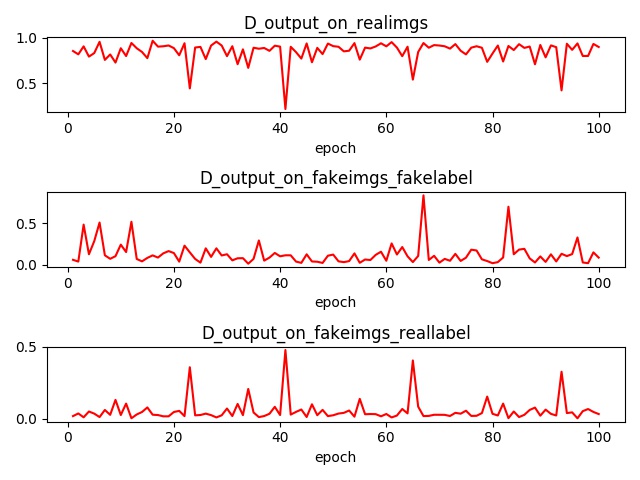 D_output_on_realimgs
1.0
0.5
0 20 40 60 80 100
epoch
D_output_on_fakeimgs_fakelabel
0.5
0.0
0 20 40 60 80 100
epoch
D_output_on_fakeimgs_reallabel
0.5
0.0
0 20 40 60 80 100
epoch